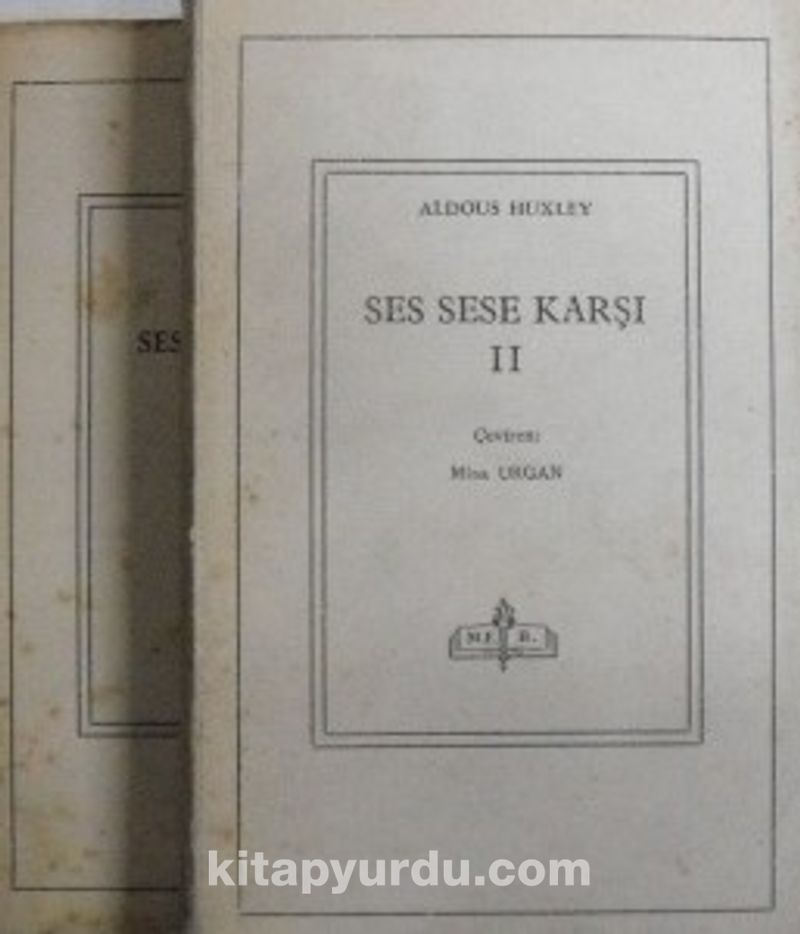 SES
ALDOUS HUXLEY
SES SESE KARŞI
II
Çeviren:
Mina URGAN
M.E. B.
kitapyurdu.com